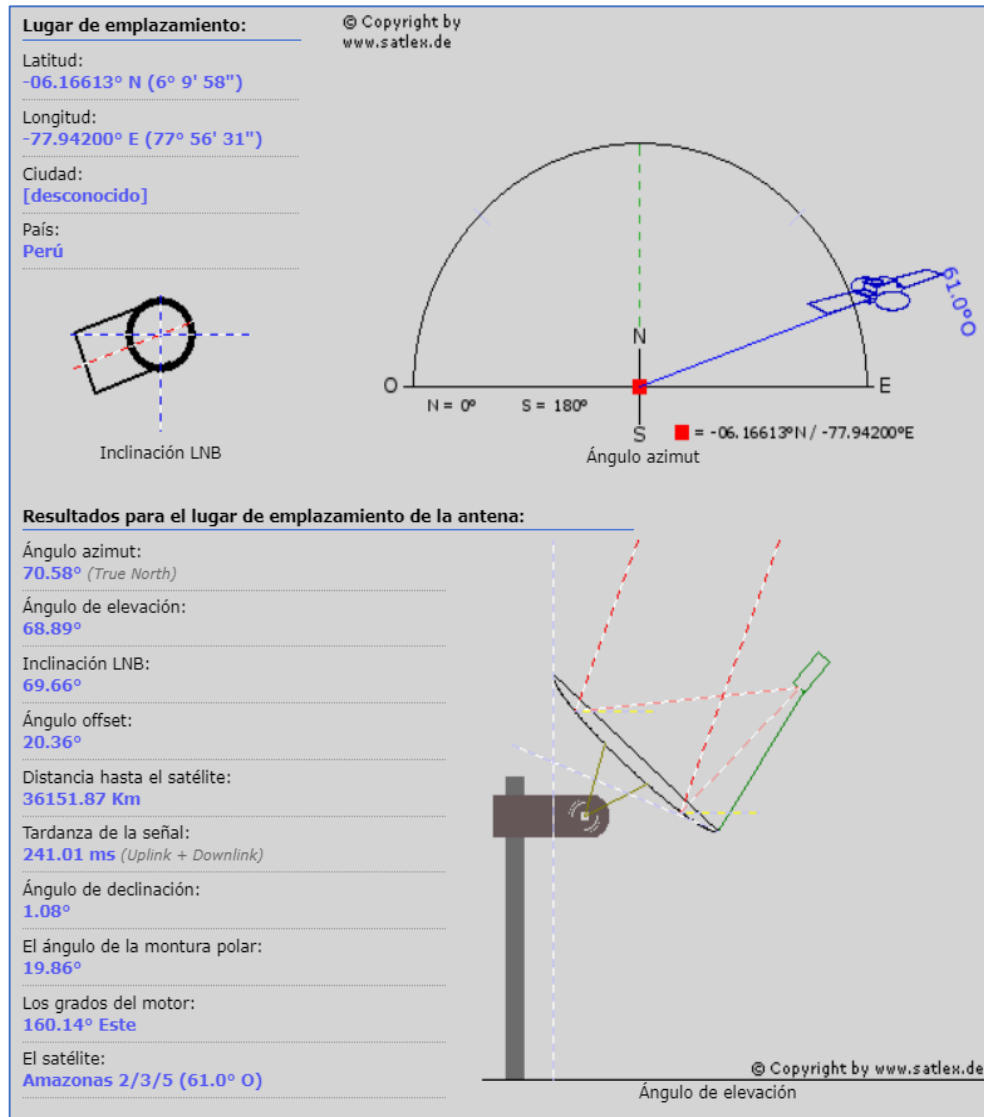 Lugar de emplazamiento:
© Copyright by
www.satlex.de
Latitud:
-06.16613° N (6° 9' 58")
Longitud:
-77.94200° E (77° 56' 31")
Ciudad:
[desconocido]
País:
Perú
Inclinación LNB
61.0ºO
N
O
E
N = 0º
S = 180º
S
= -06.16613ºN / -77.94200ºE
Ángulo azimut
Resultados para el lugar de emplazamiento de la antena:
Ángulo azimut:
70.58° (True North)
Ángulo de elevación:
68.89°
Inclinación LNB:
69.66°
Ángulo offset:
20.36°
Distancia hasta el satélite:
36151.87 Km
Tardanza de la señal:
241.01 ms (Uplink + Downlink)
Ángulo de declinación:
1.08°
El ángulo de la montura polar:
19.86°
Los grados del motor:
160.14° Este
El satélite:
Amazonas 2/3/5 (61.0° O)
© Copyright by www.satlex.de
Ángulo de elevación